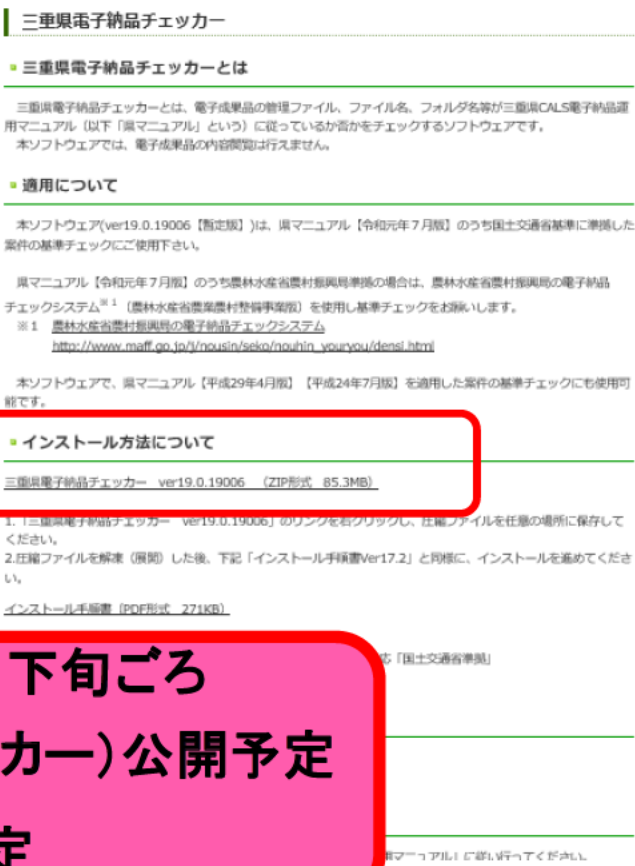 三重県電子納品チェッカー
三重県電子納品チェッカーとは
三重県電子納品チェッカーとは、電子成果品の管理ファイル、ファイル名、フォルダ名等が三重県CALS電子納品運
用マニュアル（以下「県マニュアル」という）に従っているか否かをチェックするソフトウェアです。
本ソフトウェアでは、電子成果品の内容閲覧は行えません。
適用について
本ソフトウェア(ver19.0.19006【暫定版】)は、県マニュアル【令和元年７月版】のうち国土交通省基準に準拠した
案件の基準チェックにご使用下さい。
県マニュアル【令和元年７月版】のうち農林水産省農村振興局準拠の場合は、農林水産省農村振興局の電子納品
チェックシステム※１（農林水産省農業農村整備事業版）を使用し基準チェックをお願いします。
※１ 農林水産省農村振興局の電子納品チェックシステム
http://www.maff.go.jp/j/nousin/seko/nouhin_youryou/densi.html
本ソフトウェアで、県マニュアル【平成29年4月版】【平成24年7月版】を適用した案件の基準チェックにも使用可
能です。
インストール方法について
三重県電子納品チェッカー ver19.0.19006 （ZIP形式 85.3MB）
1.「三重県電子納品チェッカー ver19.0.19006」のリンクを右クリックし、圧縮ファイルを任意の場所に保存して
ください。
2.圧縮ファイルを解凍（展開）した後、下記「インストール手順書Ver17.2」と同様に、インストールを進めてくださ
い。
インストール手順書（PDF形式 271KB）
応「国土交通省準拠」
下旬ごろ
カー）公開予定
定
県マニュアル」に従い行ってください。